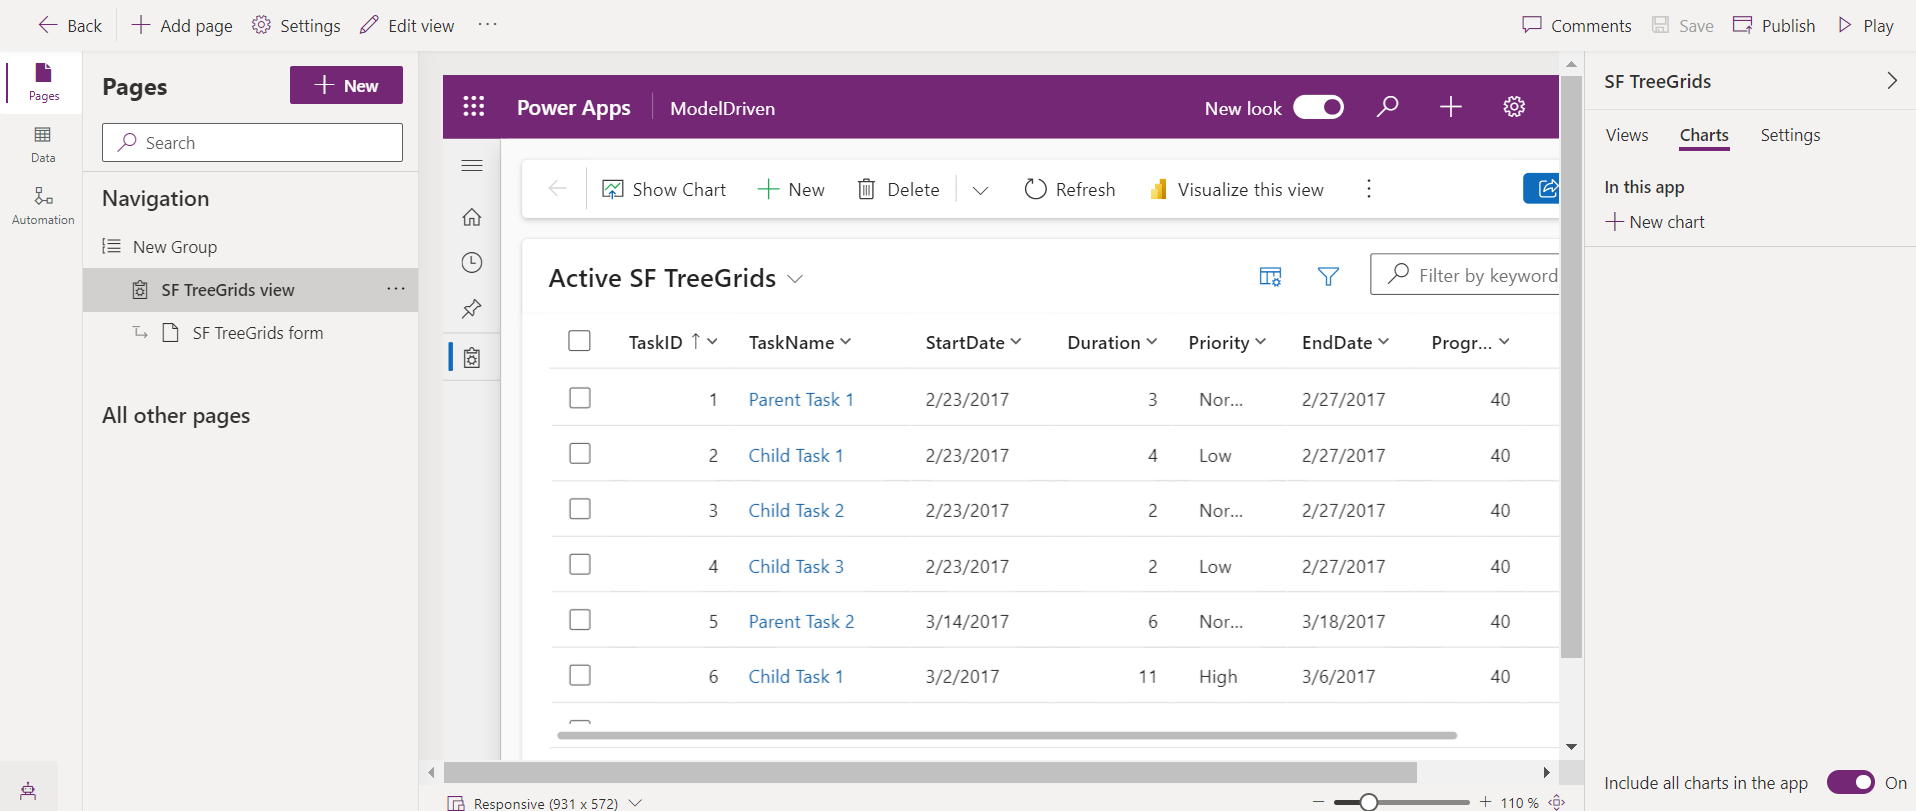 Back
Add page
Settings
Edit view
Comments
Save
Publish
Play
Pages
Data
Automation
Pages
New
Search
Navigation
New Group
SF TreeGrids view
SF TreeGrids form
All other pages
Power Apps
ModelDriven
New look
Show Chart
New
Delete
Refresh
Visualize this view
Active SF TreeGrids
Filter by keyword
TaskID TaskName StartDate Duration Priority EndDate Progr...
1 Parent Task 1 2/23/2017 3 Nor... 2/27/2017 40
2 Child Task 1 2/23/2017 4 Low 2/27/2017 40
3 Child Task 2 2/23/2017 2 Nor... 2/27/2017 40
4 Child Task 3 2/23/2017 2 Low 2/27/2017 40
5 Parent Task 2 3/14/2017 6 Nor... 3/18/2017 40
6 Child Task 1 3/2/2017 11 High 3/6/2017 40
Responsive (931 x 572)
110 %
SF TreeGrids
Views
Charts
Settings
In this app
New chart
Include all charts in the app
On